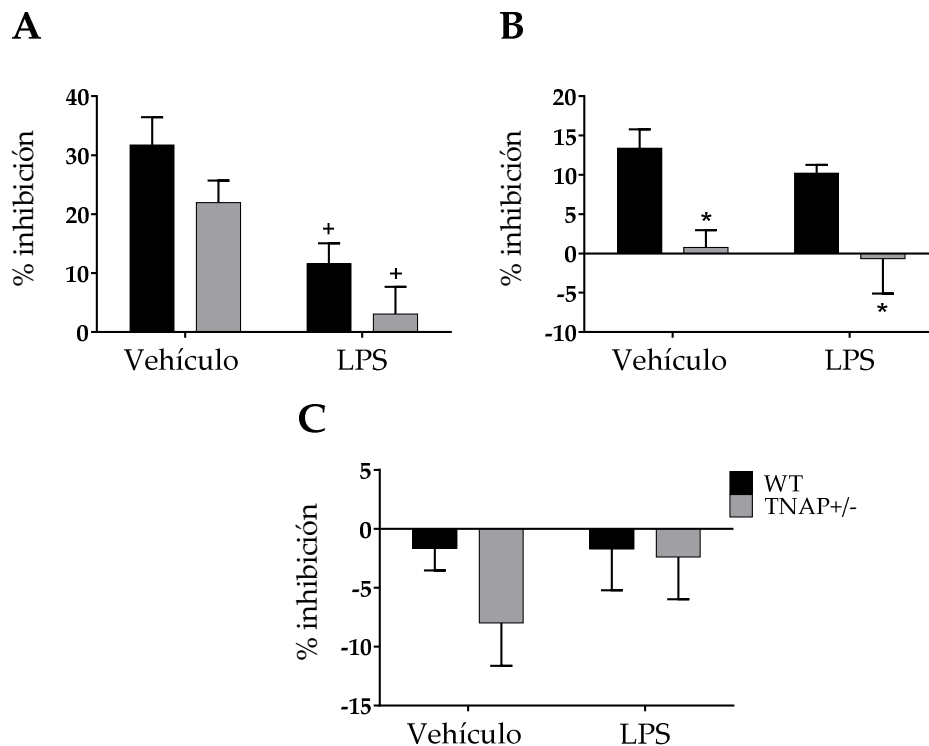 A
B
% inhibición
40
30
20
10
0
+
+
Vehículo
LPS
% inhibición
20
15
10
5
0
-5
-10
*
*
Vehículo
LPS
C
% inhibición
5
0
-5
-10
-15
Vehículo
LPS
WT
TNAP+/-